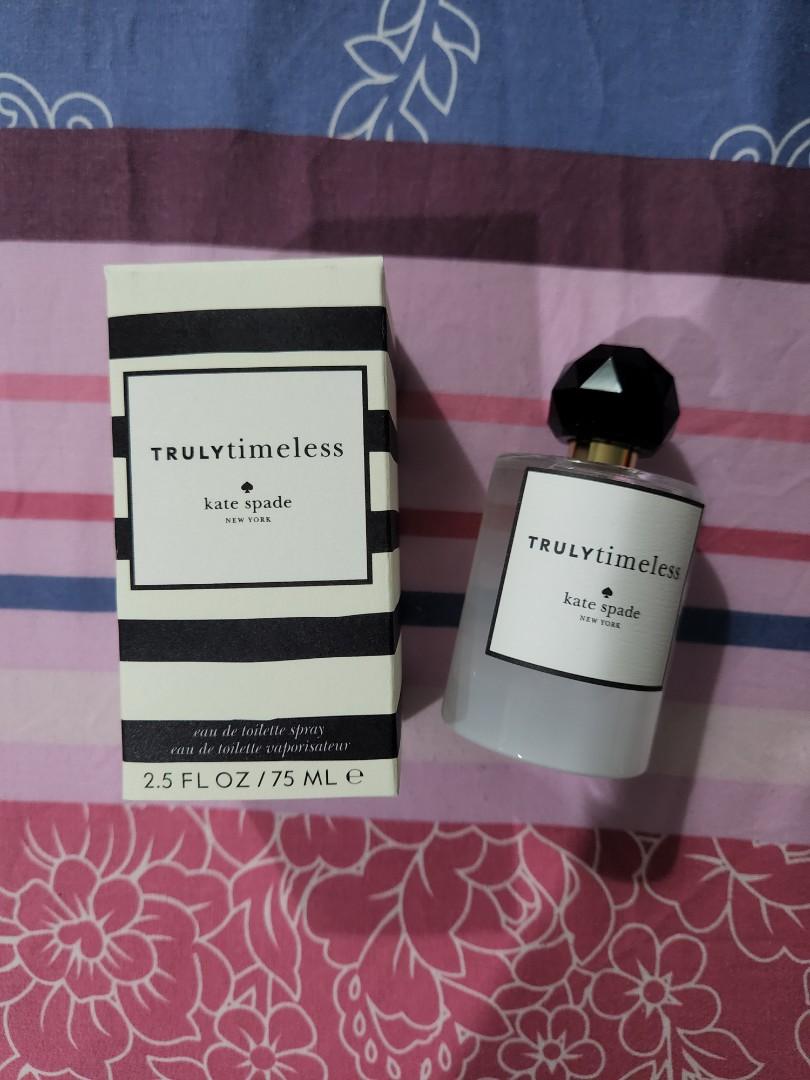 TRULYtimeless
kate spade
NEW YORK
eau de toilette spray
eau de toilette vaporisateur
2.5 FL OZ / 75 ML ℮
TRULYtimeless
kate spade
NEW YORK